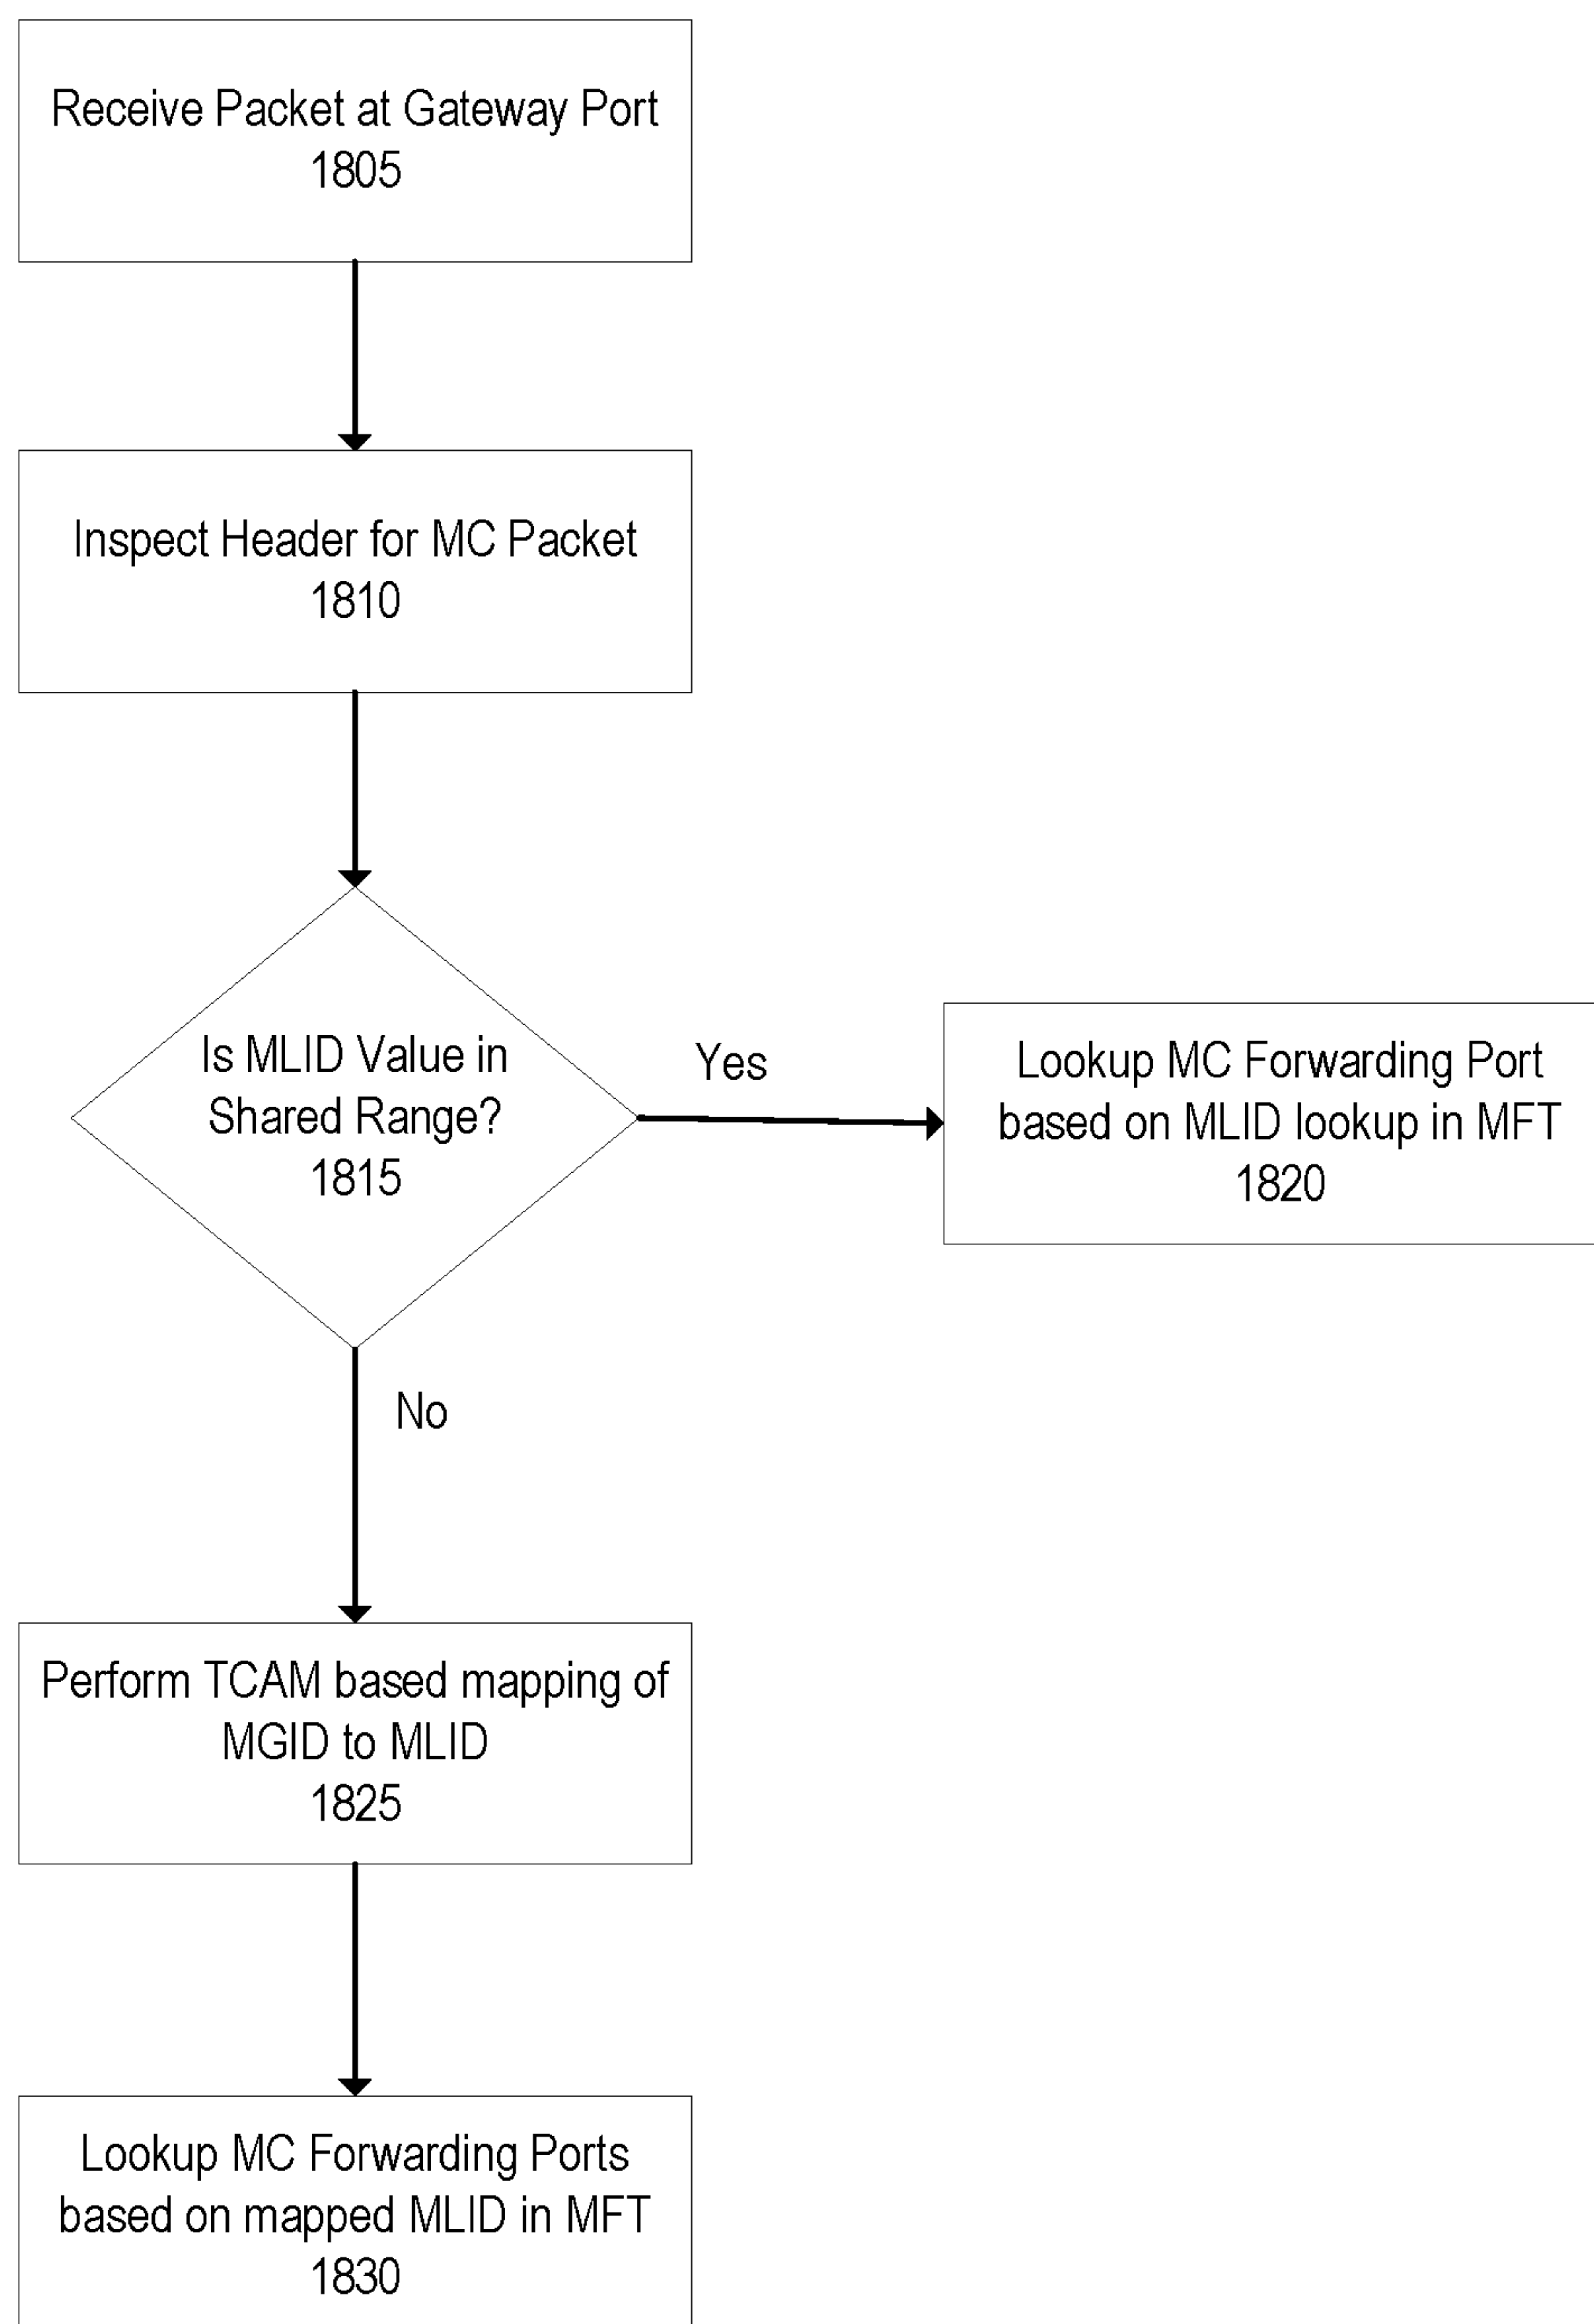 Receive Packet at Gateway Port
1805
Inspect Header for MC Packet
1810
Is MLID Value in
Shared Range?
1815
Yes
Lookup MC Forwarding Port
based on MLID lookup in MFT
1820
No
Perform TCAM based mapping of
MGID to MLID
1825
Lookup MC Forwarding Ports
based on mapped MLID in MFT
1830